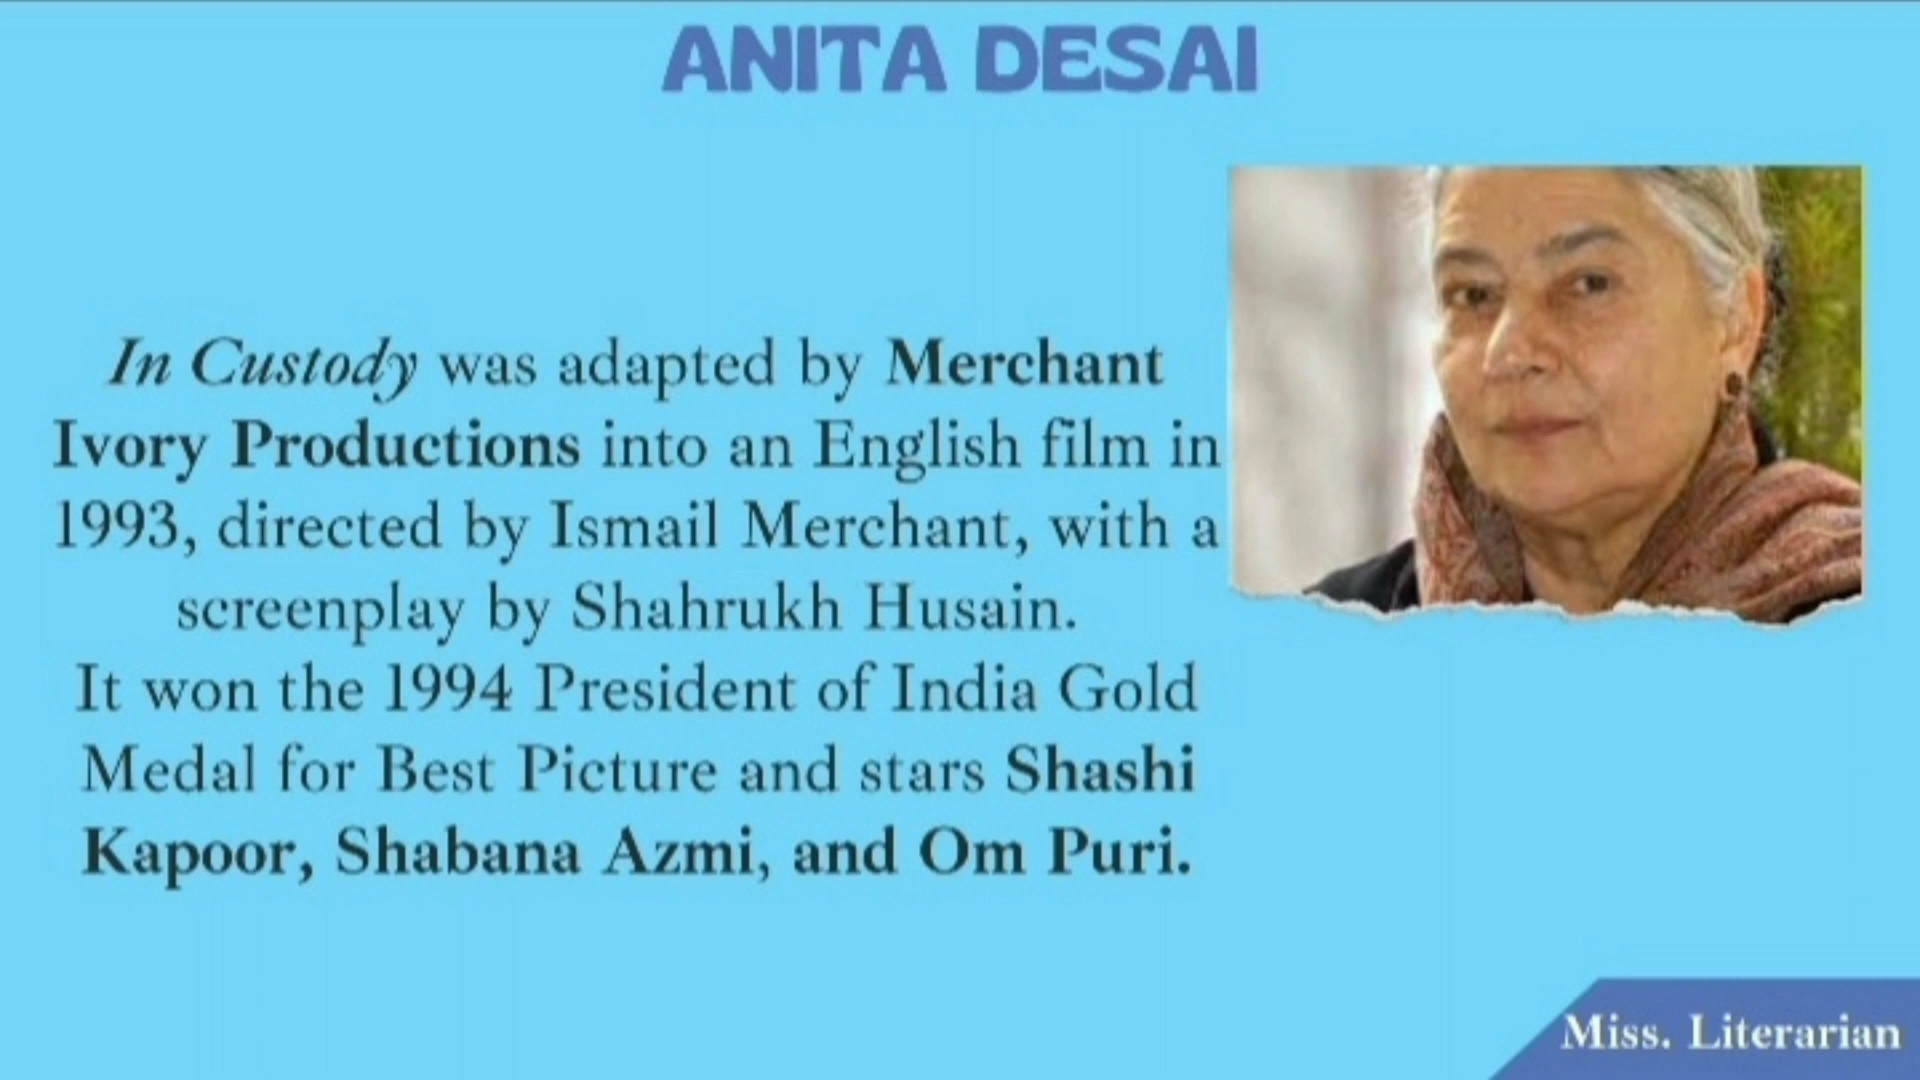 ANITA DESAI
In Custody was adapted by Merchant
Ivory Productions into an English film in
1993, directed by Ismail Merchant, with a
screenplay by Shahrukh Husain.
It won the 1994 President of India Gold
Medal for Best Picture and stars Shashi
Kapoor, Shabana Azmi, and Om Puri.
Miss. Literarian